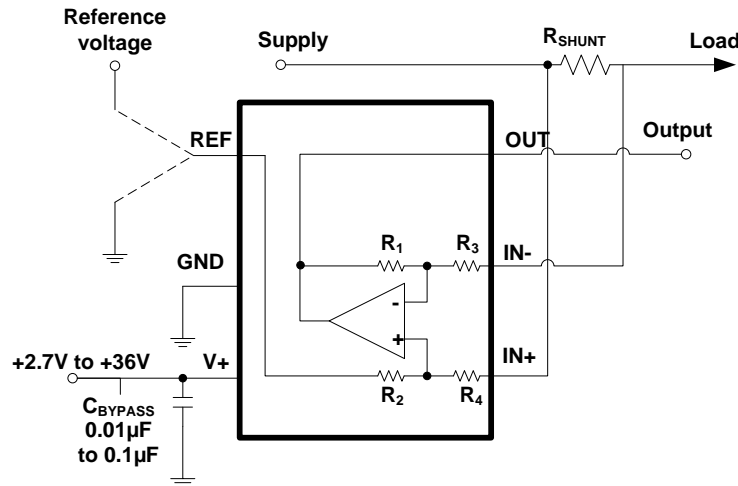 Reference
voltage
Supply
RSHUNT
Load
REF
OUT
Output
R1
R3
IN-
GND
-
+
+2.7V to +36V
V+
IN+
R2
R4
CBYPASS
0.01µF
to 0.1µF